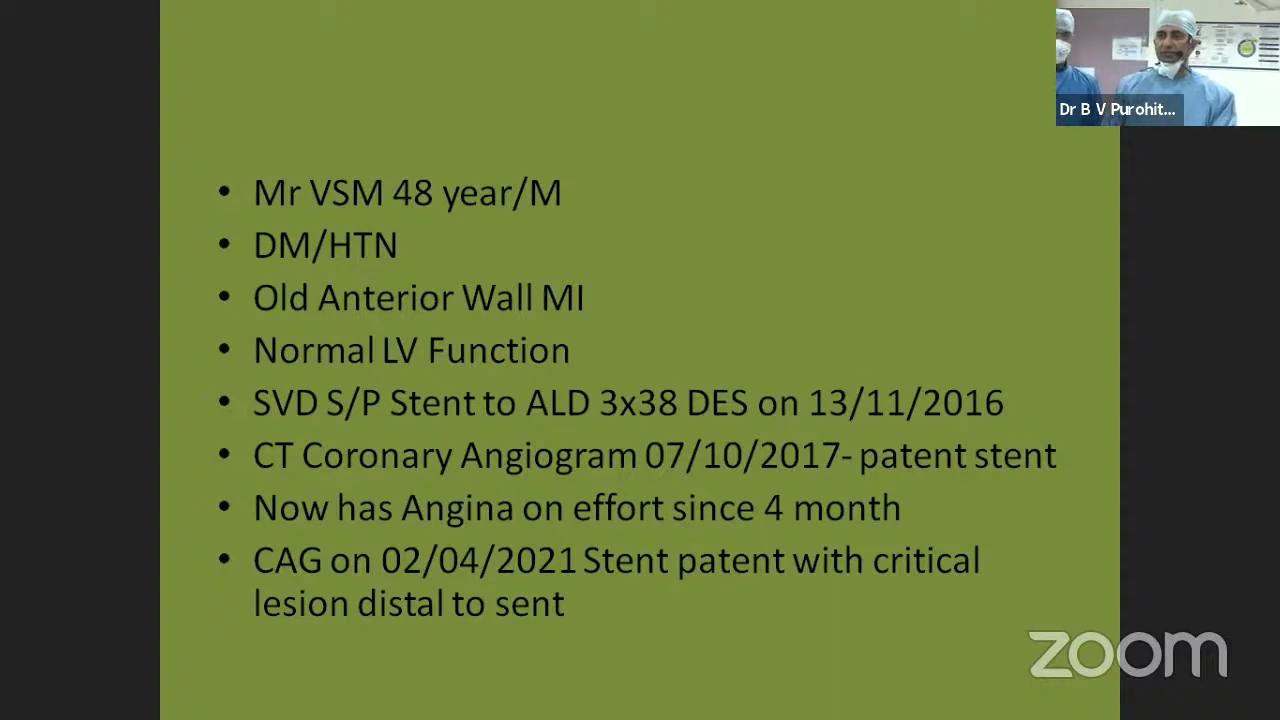 Dr B V Purohit...
• Mr VSM 48 year/M
• DM/HTN
• Old Anterior Wall MI
• Normal LV Function
• SVD S/P Stent to ALD 3x38 DES on 13/11/2016
• CT Coronary Angiogram 07/10/2017- patent stent
• Now has Angina on effort since 4 month
• CAG on 02/04/2021 Stent patent with critical
lesion distal to sent
zoom